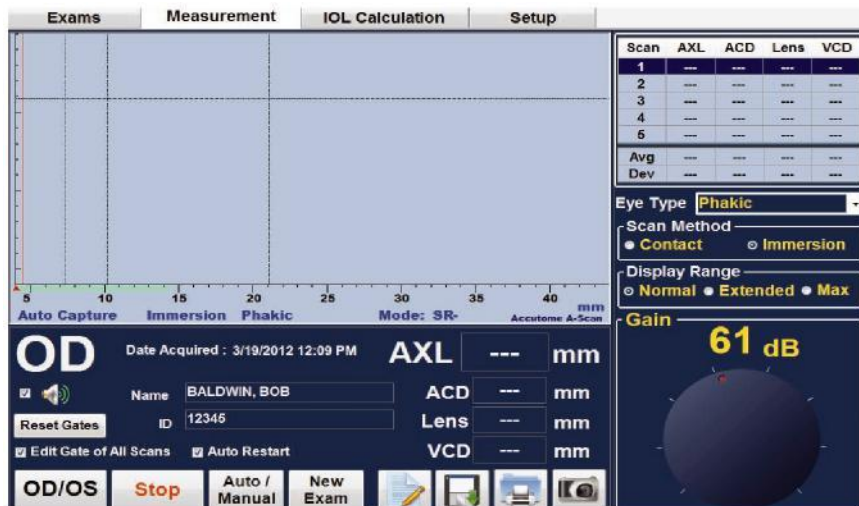 Exams Measurement IOL Calculation Setup
Scan AXL ACD Lens VCD
1 --- --- --- ---
2 --- --- --- ---
3 --- --- --- ---
4 --- --- --- ---
5 --- --- --- ---
Avg --- --- --- ---
Dev --- --- --- ---
Eye Type Phakic
Scan Method
Contact Immersion
Display Range
Normal Extended Max
Gain
61 dB
5 10 15 20 25 30 35 40
mm
Auto Capture Immersion Phakic Mode: SR- Accutome A-Scan
OD Date Acquired : 3/19/2012 12:09 PM AXL --- mm
Name BALDWIN, BOB ACD --- mm
Reset Gates ID 12345 Lens --- mm
Edit Gate of All Scans Auto Restart VCD --- mm
OD/OS Stop Auto / Manual New Exam